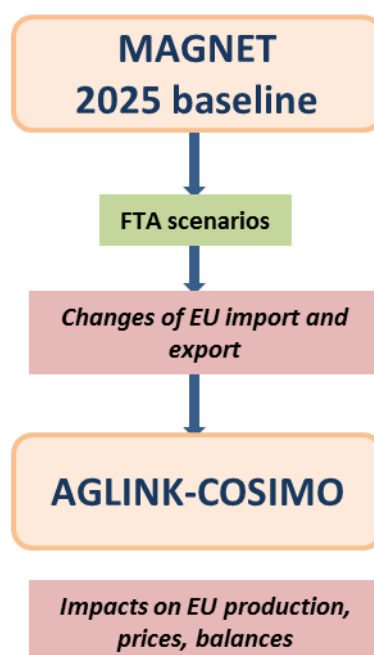 MAGNET
2025 baseline
FTA scenarios
Changes of EU import and
export
AGLINK-COSIMO
Impacts on EU production,
prices, balances